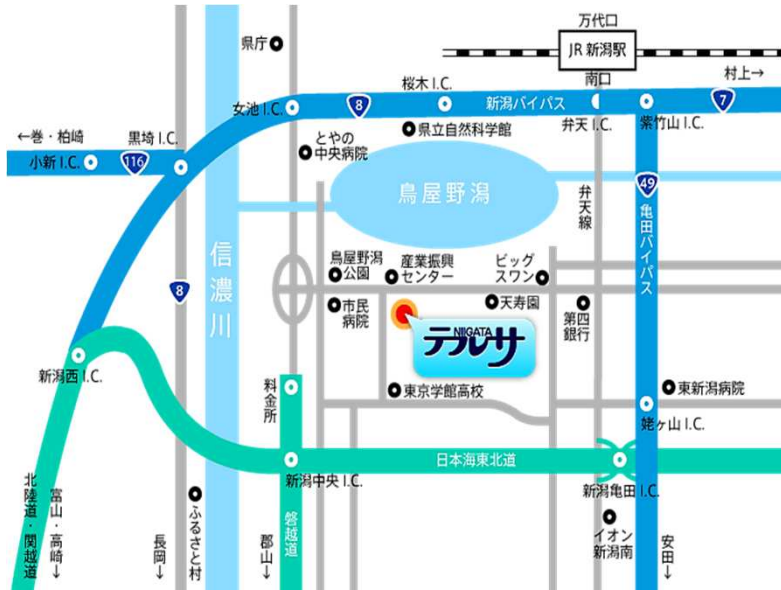 万代口
JR 新潟駅
南口
県庁
桜木 I.C.
村上→
女池 I.C.
8
新潟バイパス
7
弁天 I.C.
紫竹山 I.C.
←巻・柏崎
黒埼 I.C.
県立自然科学館
とやの
中央病院
小新 I.C.
116
鳥屋野潟
49
弁天線
亀田バイパス
信濃川
8
鳥屋野潟
公園
産業振興
センター
ビッグ
スワン
市民
病院
天寿園
第四
銀行
NIIGATA
テルサ
新潟西 I.C.
料金所
東京学館高校
東新潟病院
姥ヶ山 I.C.
日本海東北道
新潟中央 I.C.
新潟亀田 I.C.
北陸道・関越道
富山・高崎→
長岡→
ふるさと村
郡山→
磐越道
イオン
新潟南
安田→